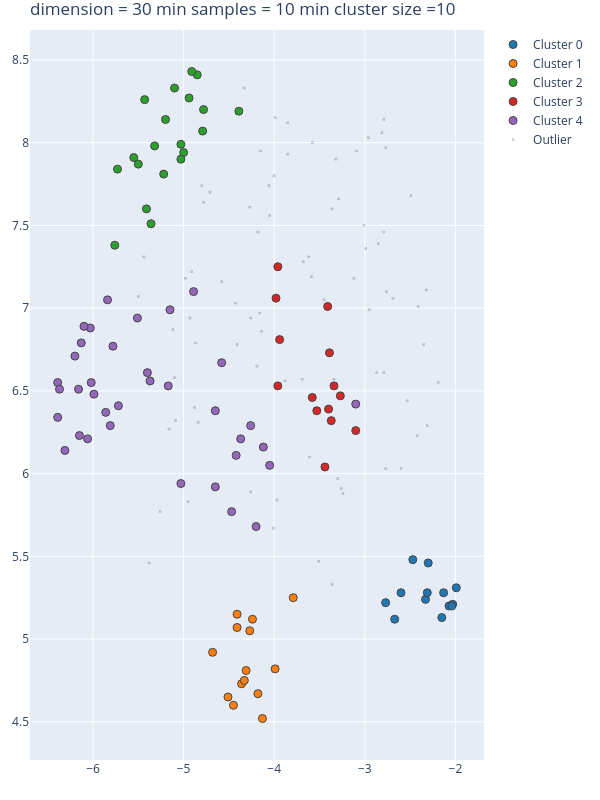 dimension = 30 min samples = 10 min cluster size =10
8.5
8
7.5
7
6.5
6
5.5
5
4.5
−6
−5
−4
−3
−2
Cluster 0
Cluster 1
Cluster 2
Cluster 3
Cluster 4
Outlier